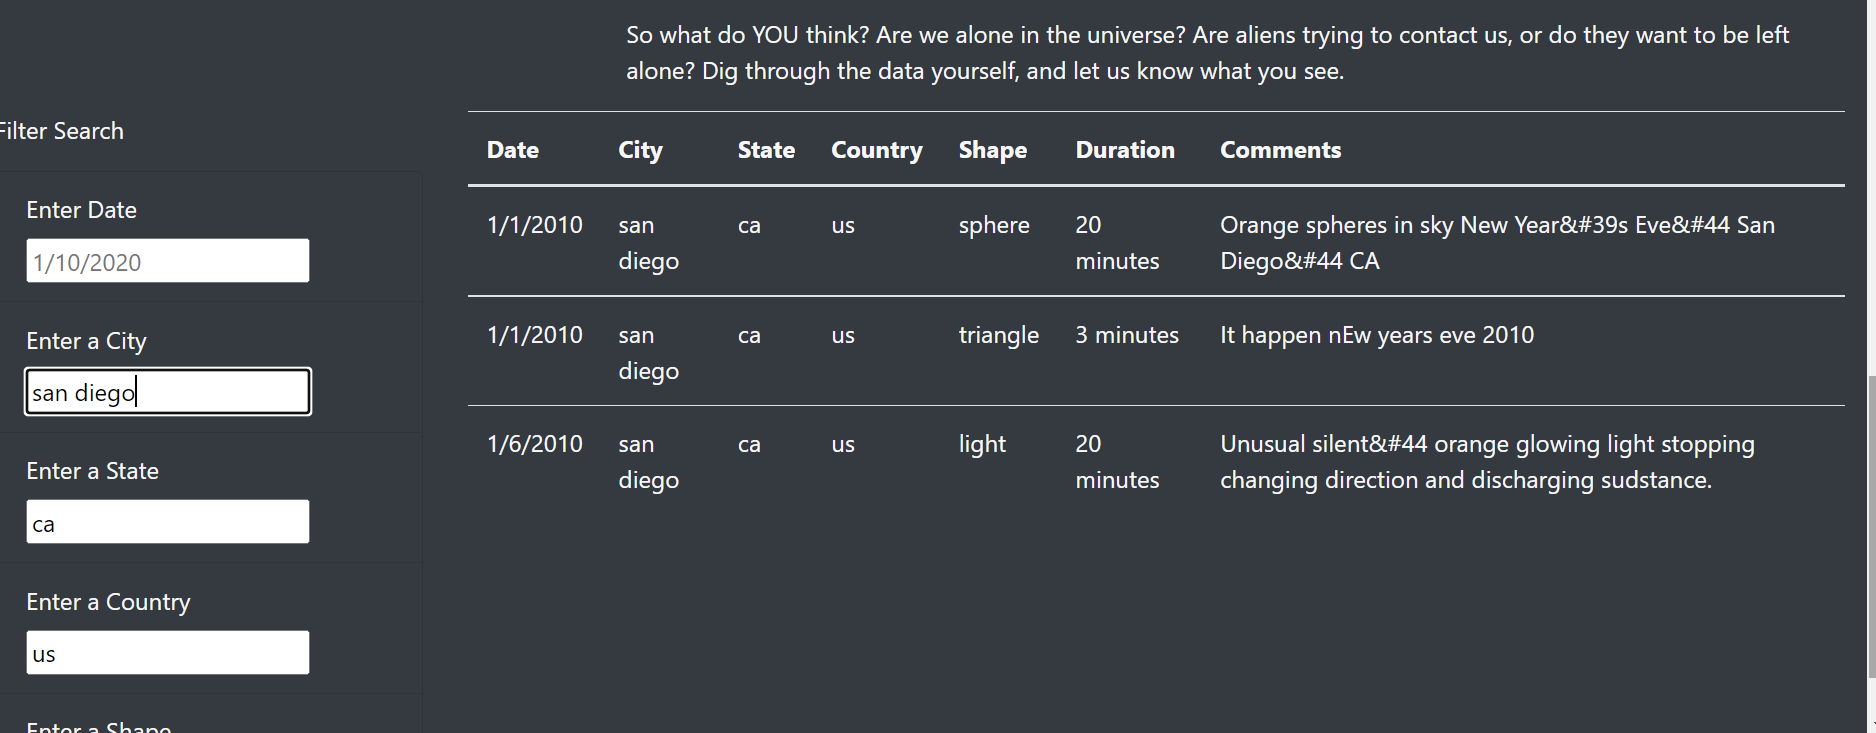 So what do YOU think? Are we alone in the universe? Are aliens trying to contact us, or do they want to be left
alone? Dig through the data yourself, and let us know what you see.
Filter Search
Enter Date
1/10/2020
Enter a City
san diego
Enter a State
ca
Enter a Country
us
Enter a Shape
Date City State Country Shape Duration Comments
1/1/2010 san ca us sphere 20 Orange spheres in sky New Year&#39s Eve&#44 San
diego minutes Diego&#44 CA
1/1/2010 san ca us triangle 3 minutes It happen nEw years eve 2010
diego
1/6/2010 san ca us light 20 Unusual silent&#44 orange glowing light stopping
diego minutes changing direction and discharging sudstance.